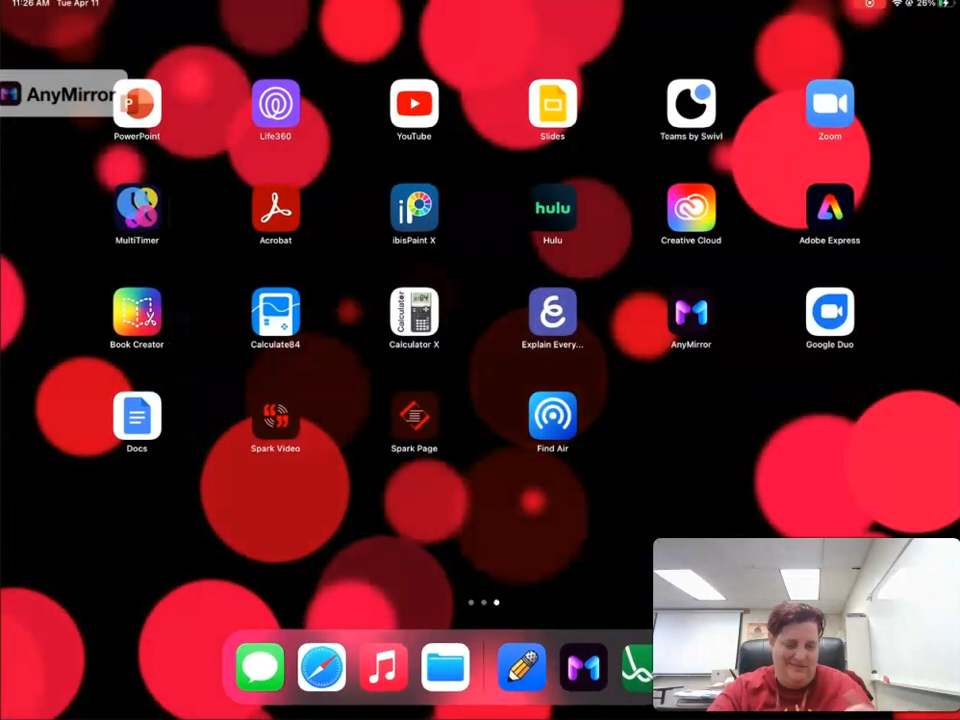 11:26 AM Tue Apr 11
26%
AnyMirror
PowerPoint
Life360
YouTube
Slides
Teams by Swivl
Zoom
hulu
MultiTimer
Acrobat
ibisPaint X
Hulu
Creative Cloud
Adobe Express
Calculator
Book Creator
Calculate84
Calculator X
Explain Every...
AnyMirror
Google Duo
Docs
Spark Video
Spark Page
Find Air